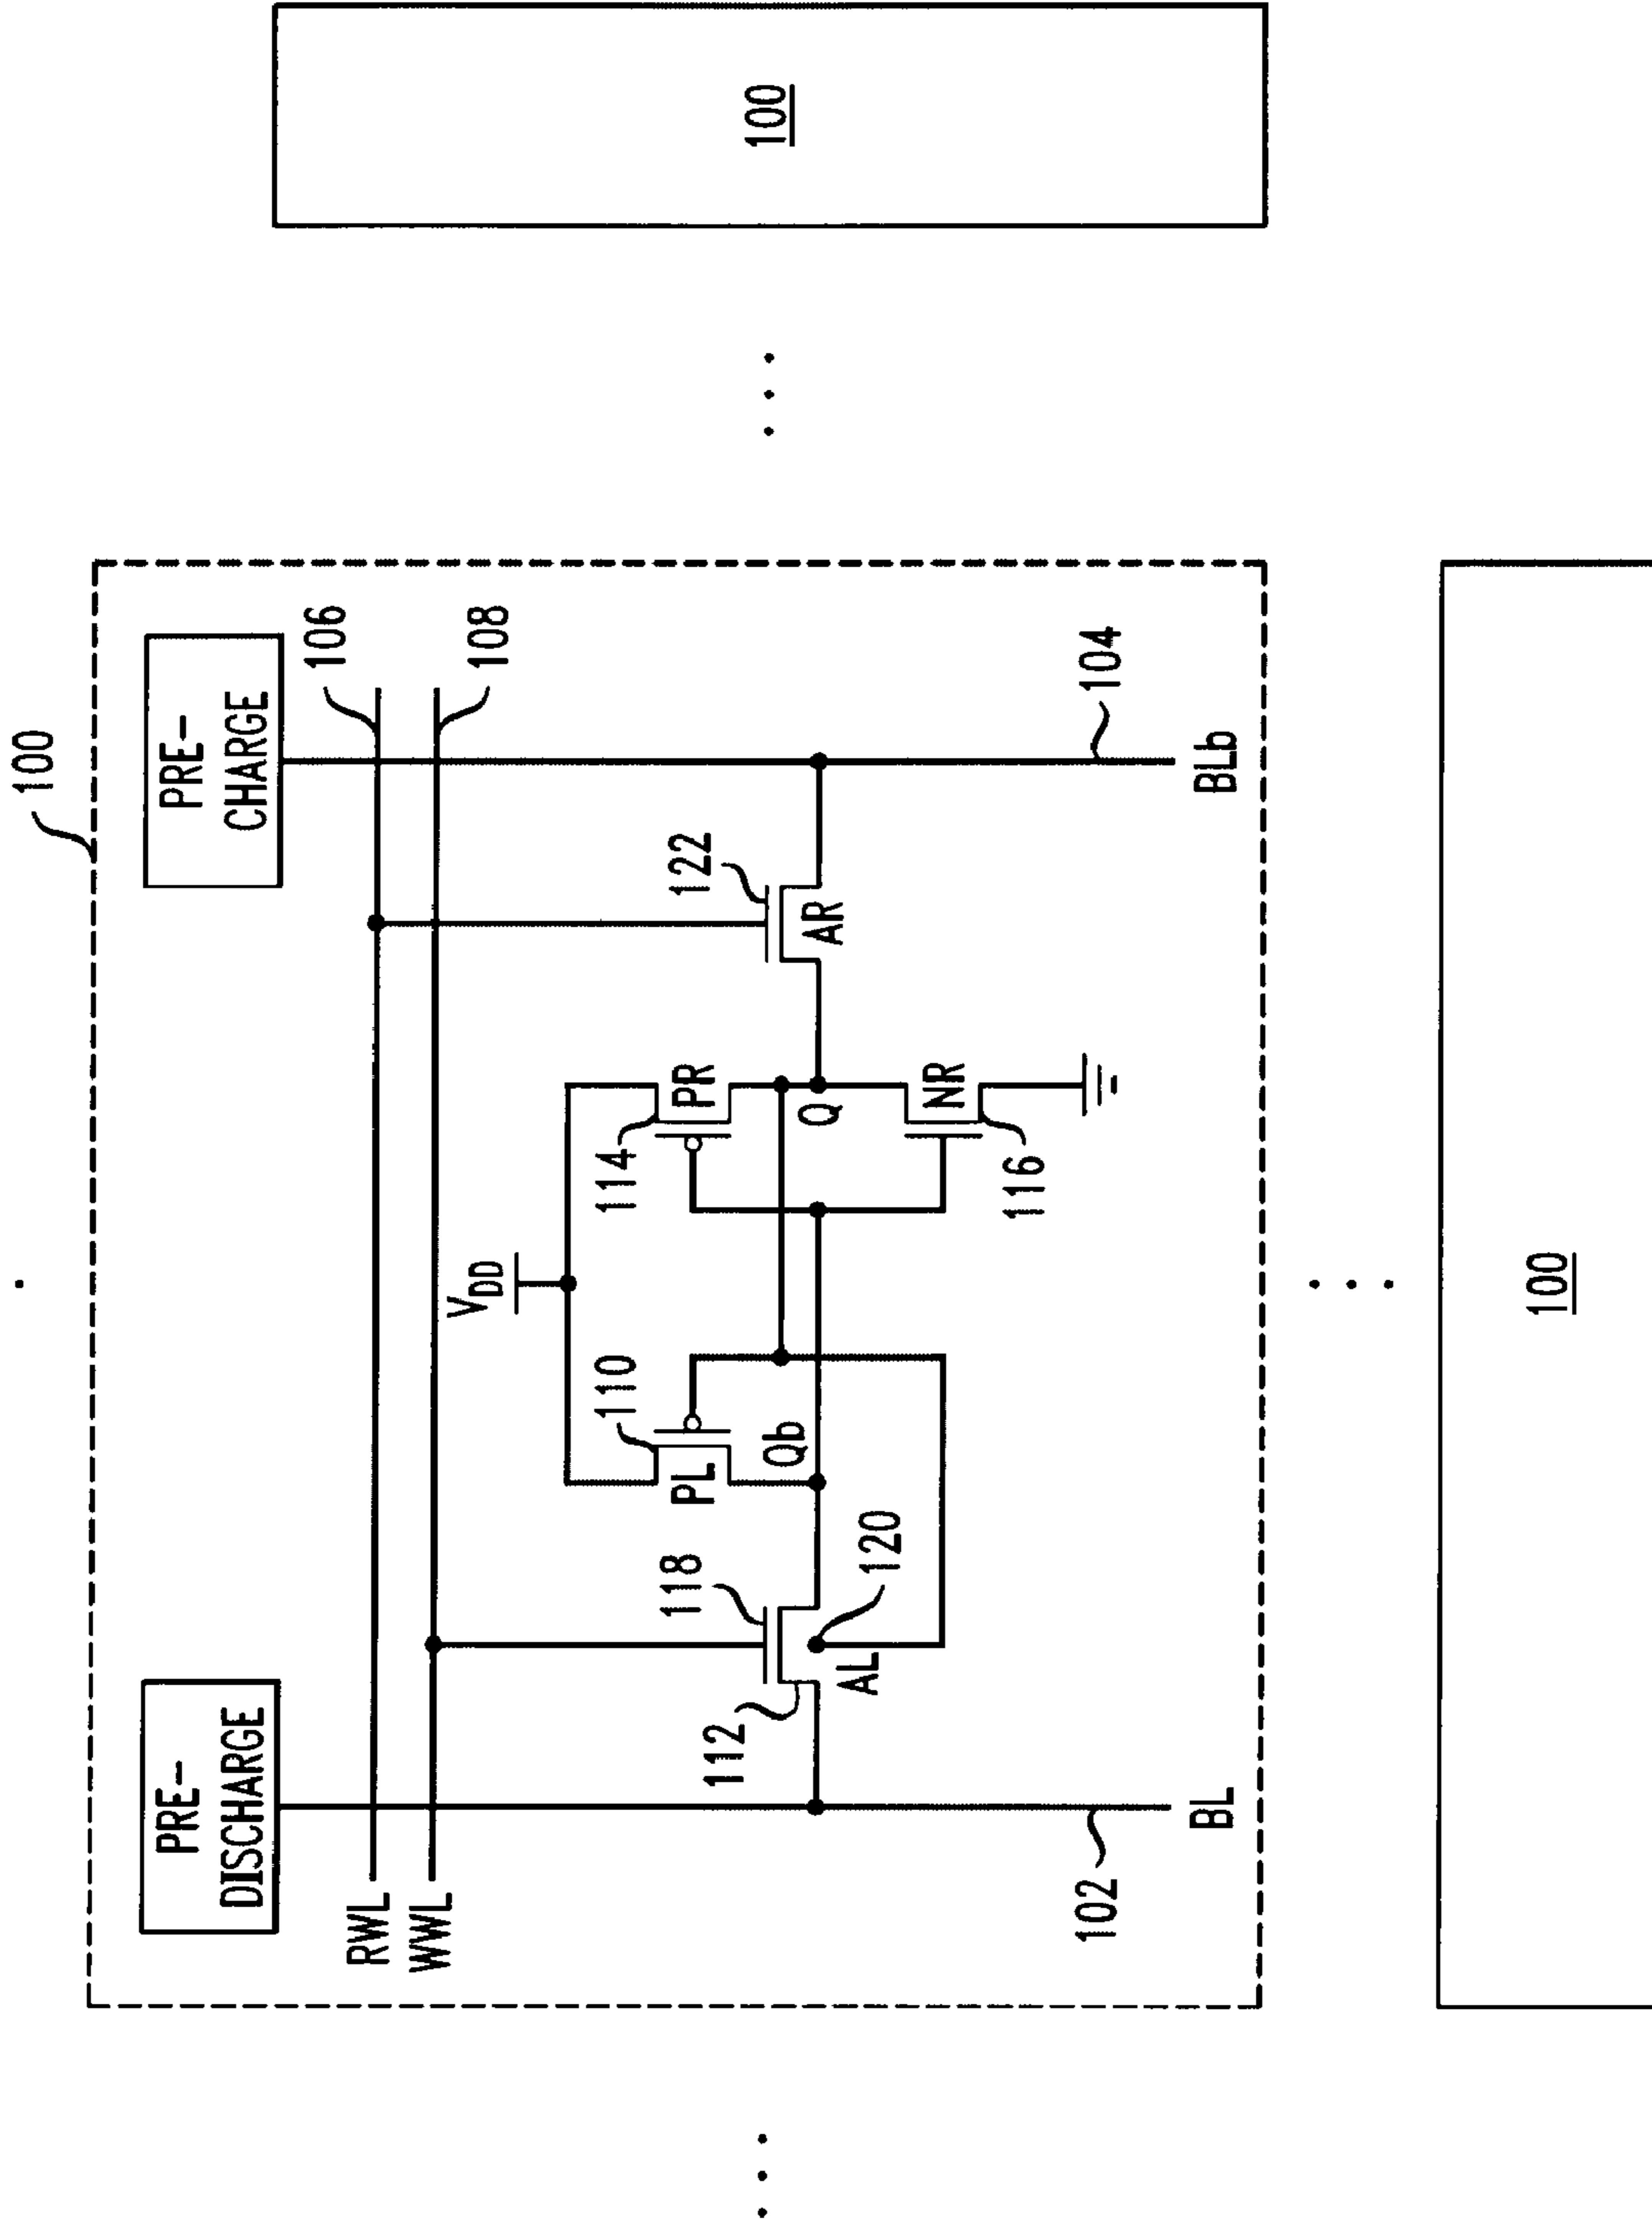 100
PRE-
DISCHARGE
PRE-
CHARGE
RWL
WWL
106
108
VDD
110
PL
Qb
114
PR
Q
NR
116
118
112
AL
120
122
AR
102
BL
104
BLb
100
100